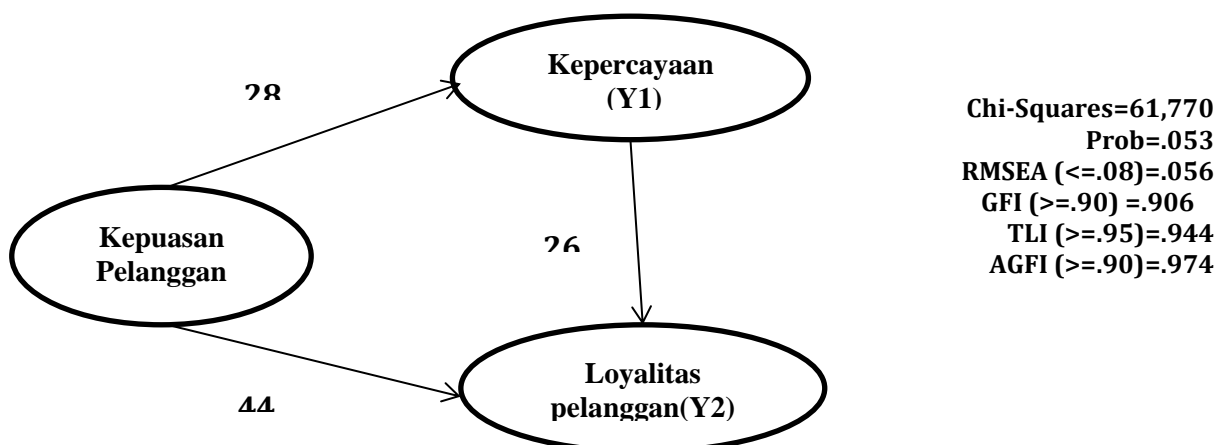 Kepercayaan
(Y1)
28
Kepuasan
Pelanggan
26
Loyalitas
pelanggan(Y2)
44
Chi-Squares=61,770
Prob=.053
RMSEA (<=.08)=.056
GFI (>=.90) =.906
TLI (>=.95)=.944
AGFI (>=.90)=.974